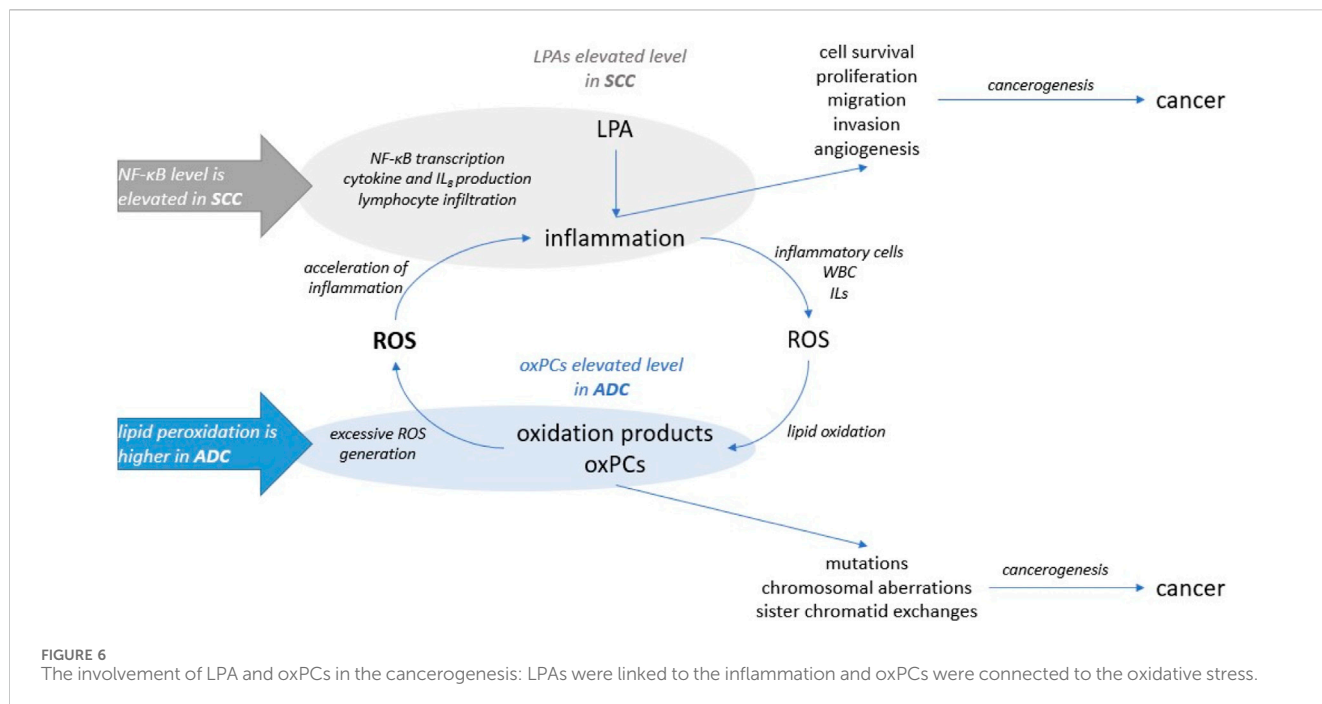 LPAs elevated level
in SCC
cell survival
proliferation
migration
invasion
angiogenesis
cancerogenesis
cancer
LPA
NF-κB level is
elevated in SCC
NF-κB transcription
cytokine and IL8 production
lymphocyte infiltration
inflammation
acceleration of
inflammation
inflammatory cells
WBC
ILs
ROS
ROS
oxPCs elevated level
in ADC
lipid peroxidation is
higher in ADC
excessive ROS
generation
oxidation products
oxPCs
lipid oxidation
mutations
chromosomal aberrations
sister chromatid exchanges
cancerogenesis
cancer
FIGURE 6
The involvement of LPA and oxPCs in the cancerogenesis: LPAs were linked to the inflammation and oxPCs were connected to the oxidative stress.